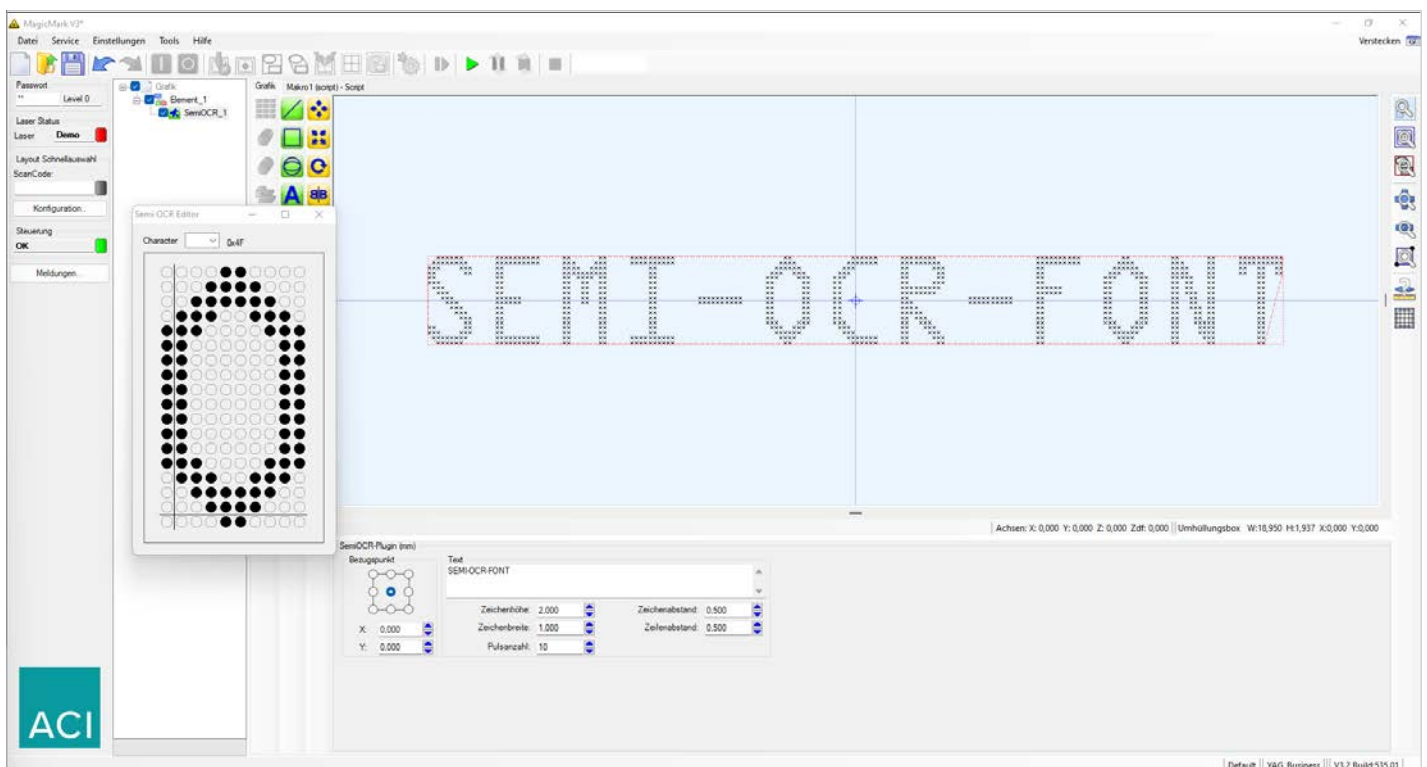 MagicMark V3*
Datei Service Einstellungen Tools Hilfe
Verstecken
Passwort
** Level 0
Laser Status
Laser Demo
Layout Schnellauswahl
ScanCode:
Konfiguration..
Steuerung
OK
Meldungen...
Grafik
Element_1
SemiOCR_1
Grafik Makro1 (script) - Script
A
Semi OCR Editor
Character 0x4F
SEMI-OCR-FONT
Achsen: X: 0,000 Y: 0,000 Z: 0,000 Zdf: 0,000 Umhüllungsbox W:18,950 H:1,937 X:0,000 Y:0,000
SemiOCR-Plugin (mm)
Bezugspunkt
X: 0.000
Y: 0.000
Text
SEMI-OCR-FONT
Zeichenhöhe: 2.000
Zeichenabstand: 0.500
Zeichenbreite: 1.000
Zeilenabstand: 0.500
Pulsanzahl: 10
ACI
Default YAG_Business V3.2 Build:535.01